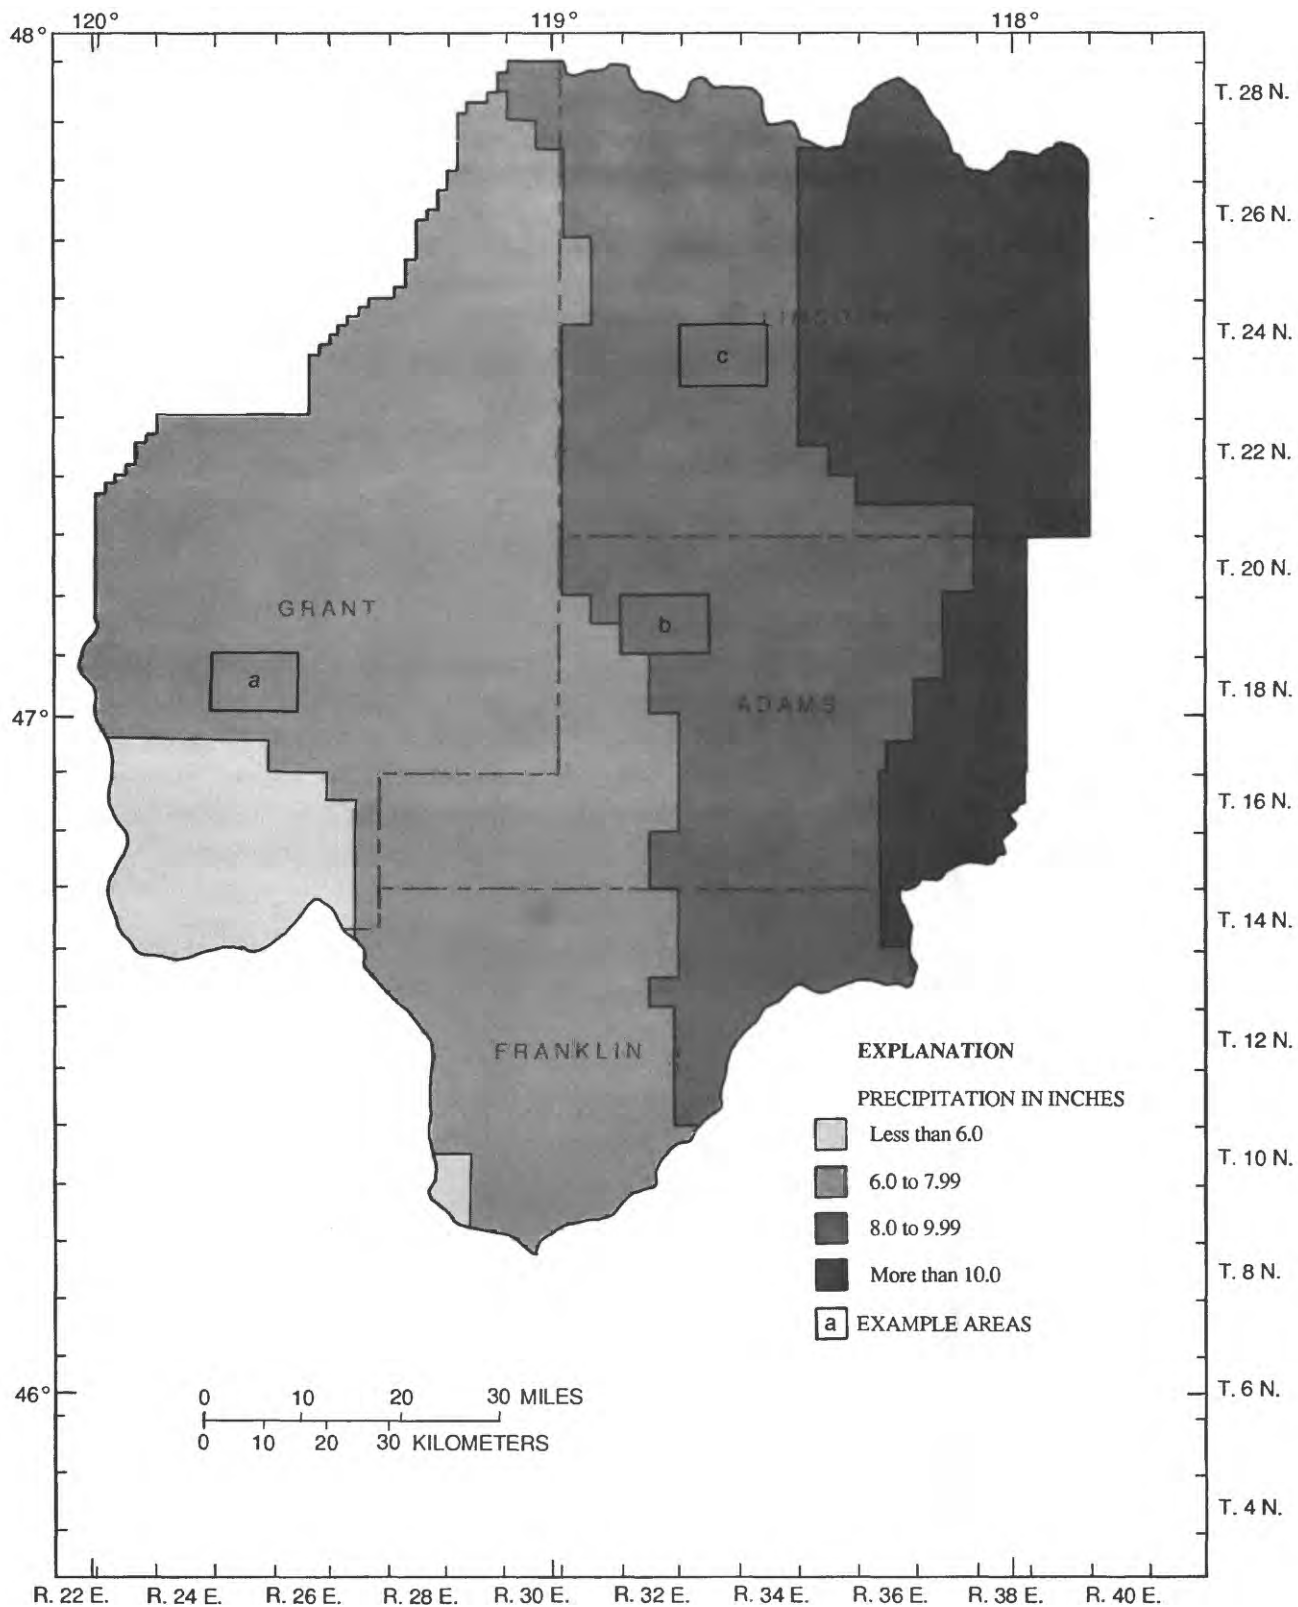 120° 119° 118°
48°
T. 28 N.
T. 26 N.
LINCOLN
T. 24 N.
c
T. 22 N.
T. 20 N.
GRANT
b
a
T. 18 N.
ADAMS
47°
T. 16 N.
T. 14 N.
FRANKLIN
T. 12 N.
EXPLANATION
PRECIPITATION IN INCHES
Less than 6.0
T. 10 N.
6.0 to 7.99
8.0 to 9.99
More than 10.0
T. 8 N.
a EXAMPLE AREAS
46°
T. 6 N.
0 10 20 30 MILES
0 10 20 30 KILOMETERS
T. 4 N.
R. 22 E. R. 24 E. R. 26 E. R. 28 E. R. 30 E. R. 32 E. R. 34 E. R. 36 E. R. 38 E. R. 40 E.